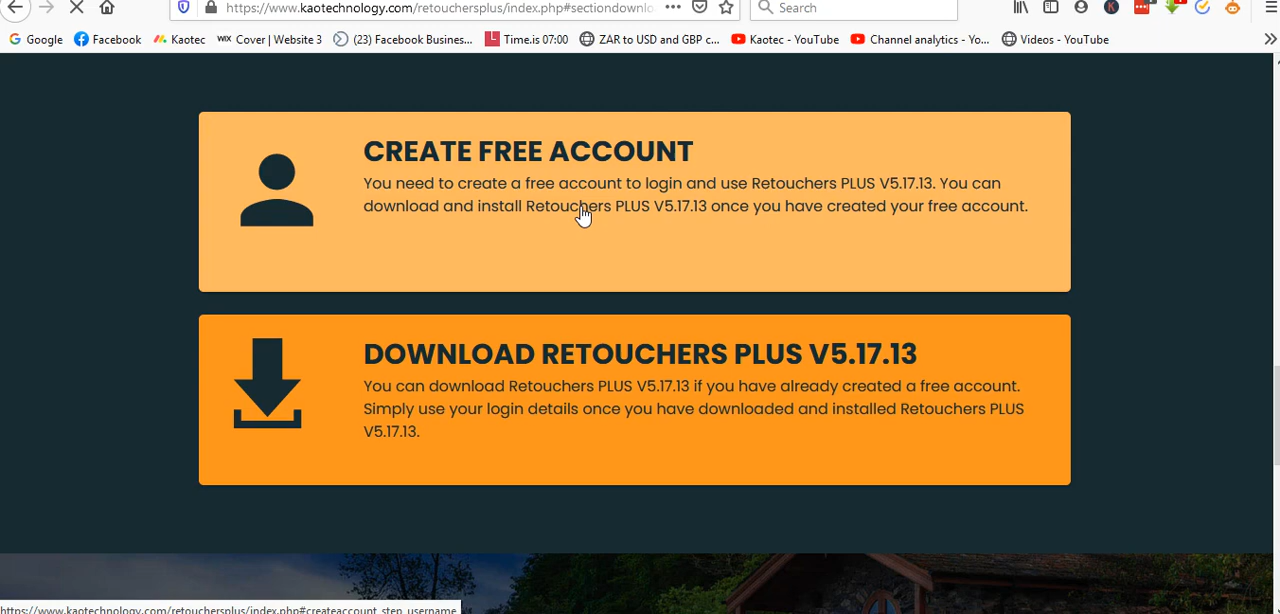 https://www.kaotechnology.com/retouchersplus/index.php#sectiondownlo
Search
Google
Facebook
Kaotec
WIX Cover | Website 3
(23) Facebook Business...
L Time.is 07:00
ZAR to USD and GBP c...
Kaotec - YouTube
Channel analytics - Yo...
Videos - YouTube
CREATE FREE ACCOUNT
You need to create a free account to login and use Retouchers PLUS V5.17.13. You can
download and install Retouchers PLUS V5.17.13 once you have created your free account.
DOWNLOAD RETOUCHERS PLUS V5.17.13
You can download Retouchers PLUS V5.17.13 if you have already created a free account.
Simply use your login details once you have downloaded and installed Retouchers PLUS
V5.17.13.
https://www.kaotechnology.com/retouchersplus/index.php#createaccount_step_username